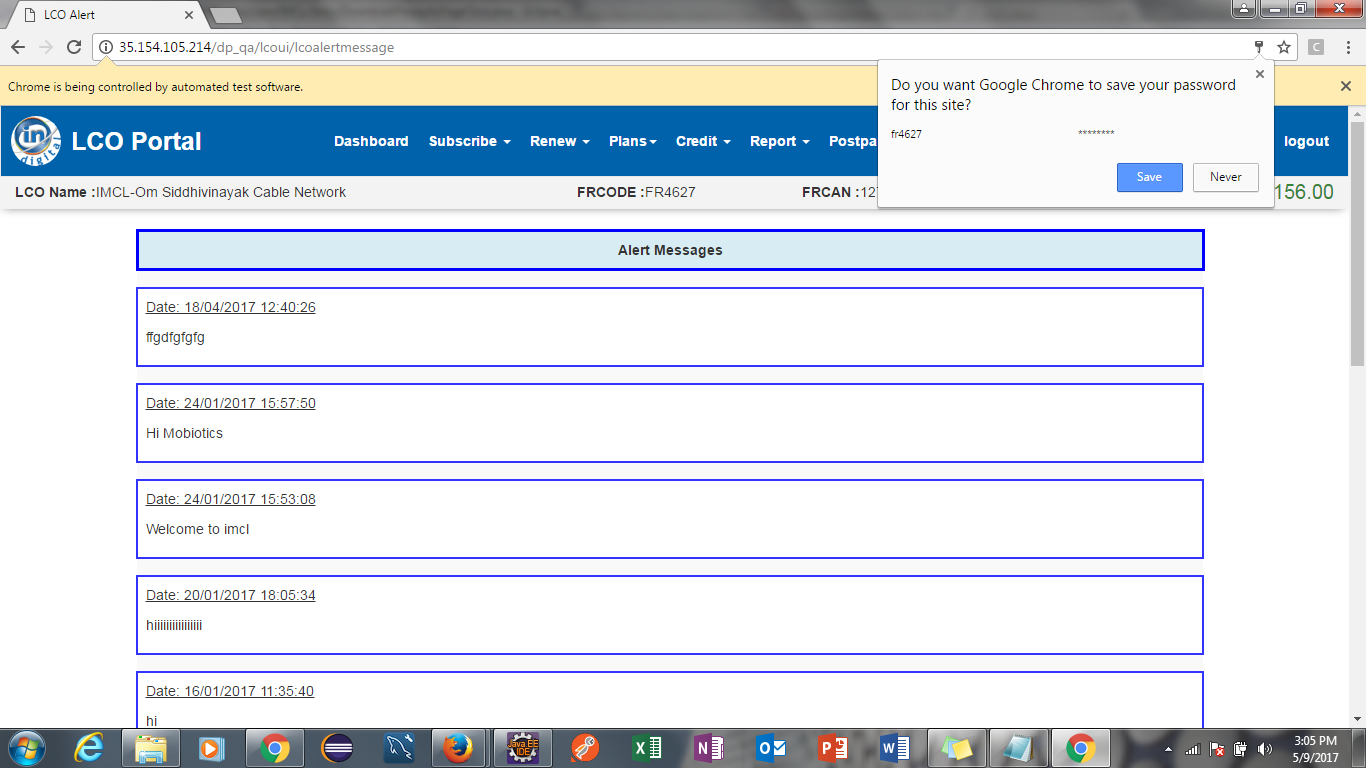 LCO Alert
35.154.105.214/dp_qa/lcoui/lcoalertmessage
Chrome is being controlled by automated test software.
Do you want Google Chrome to save your password
for this site?
fr4627 ********
Save Never
in
digital
LCO Portal
Dashboard Subscribe Renew Plans Credit Report Postpa logout
LCO Name :IMCL-Om Siddhivinayak Cable Network FRCODE :FR4627 FRCAN :127 156.00
Alert Messages
Date: 18/04/2017 12:40:26
ffgdfgfgfg
Date: 24/01/2017 15:57:50
Hi Mobiotics
Date: 24/01/2017 15:53:08
Welcome to imcl
Date: 20/01/2017 18:05:34
hiiiiiiiiiiiiiiii
Date: 16/01/2017 11:35:40
hi
Java EE
IDE
3:05 PM
5/9/2017